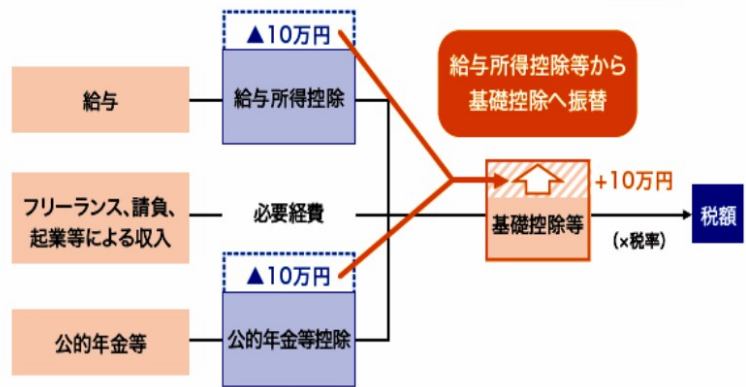 ▲10万円
給与所得控除等から
基礎控除へ振替
給与
給与所得控除
フリーランス、請負、
起業等による収入
必要経費
+10万円
基礎控除等
(×税率)
税額
▲10万円
公的年金等
公的年金等控除